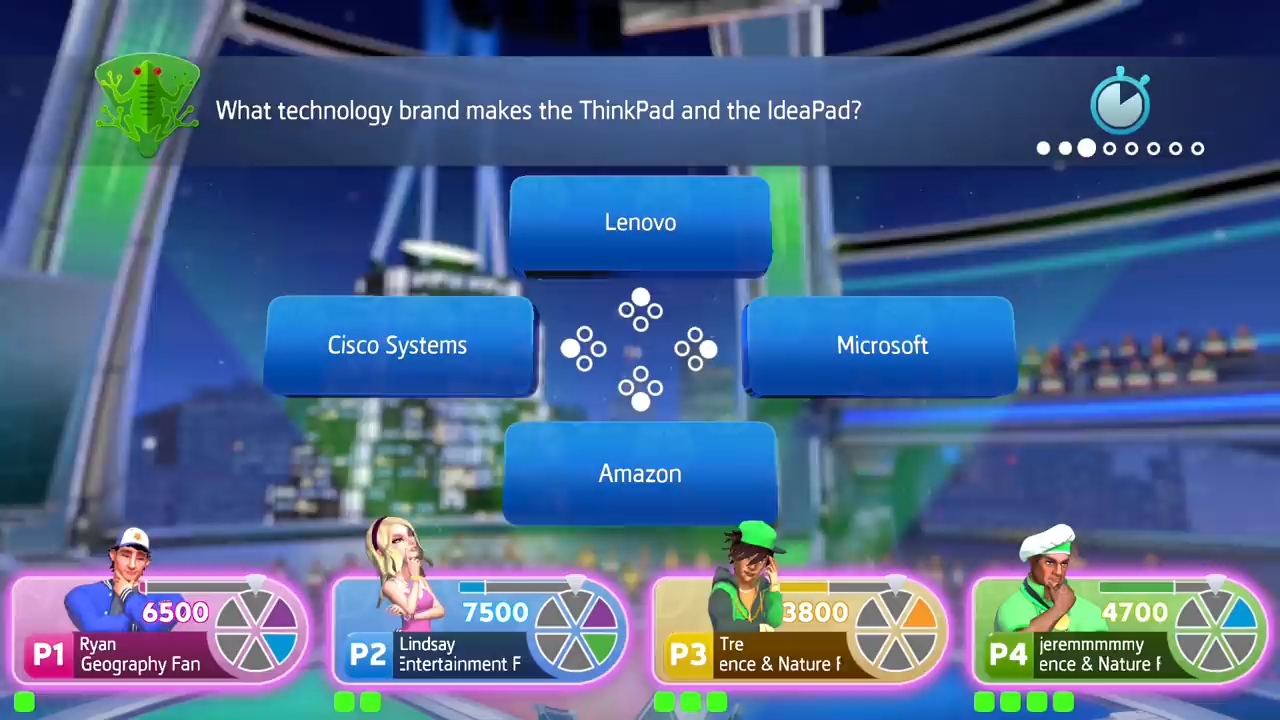 What technology brand makes the ThinkPad and the IdeaPad?
Lenovo
Cisco Systems
Microsoft
Amazon
6500
P1
Ryan
Geography Fan
7500
P2
Lindsay
Entertainment F
3800
P3
Tre
ence & Nature F
4700
P4
jeremmmmmy
ence & Nature F